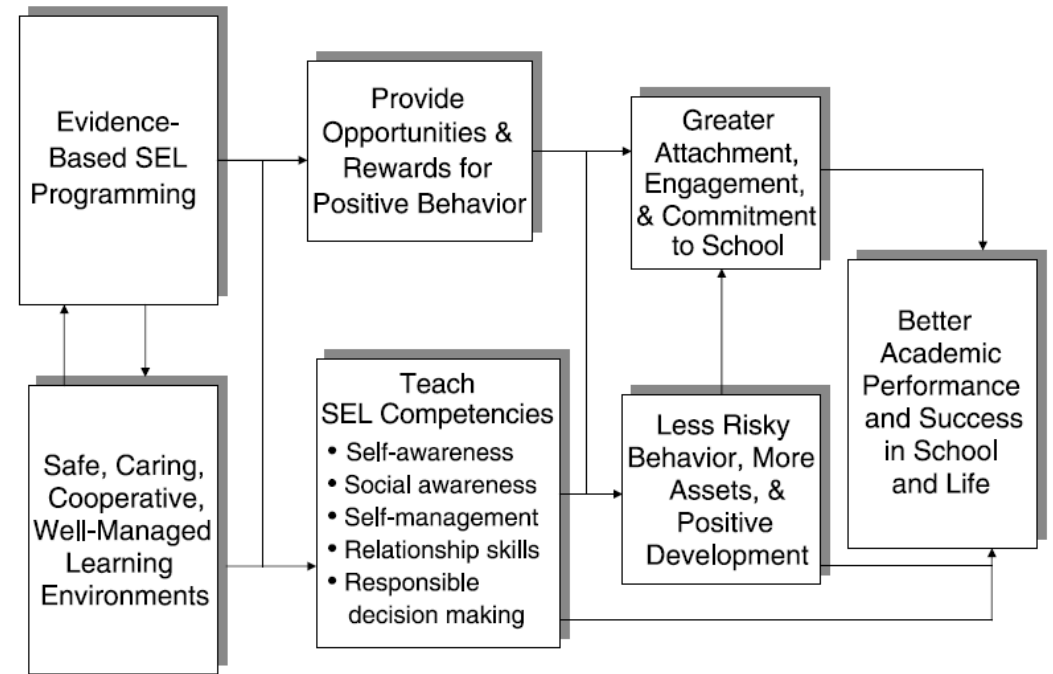 Evidence-
Based SEL
Programming
Provide
Opportunities &
Rewards for
Positive Behavior
Greater
Attachment,
Engagement,
& Commitment
to School
Better
Academic
Performance
and Success
in School
and Life
Safe, Caring,
Cooperative,
Well-Managed
Learning
Environments
Teach
SEL Competencies
• Self-awareness
• Social awareness
• Self-management
• Relationship skills
• Responsible
decision making
Less Risky
Behavior, More
Assets, &
Positive
Development